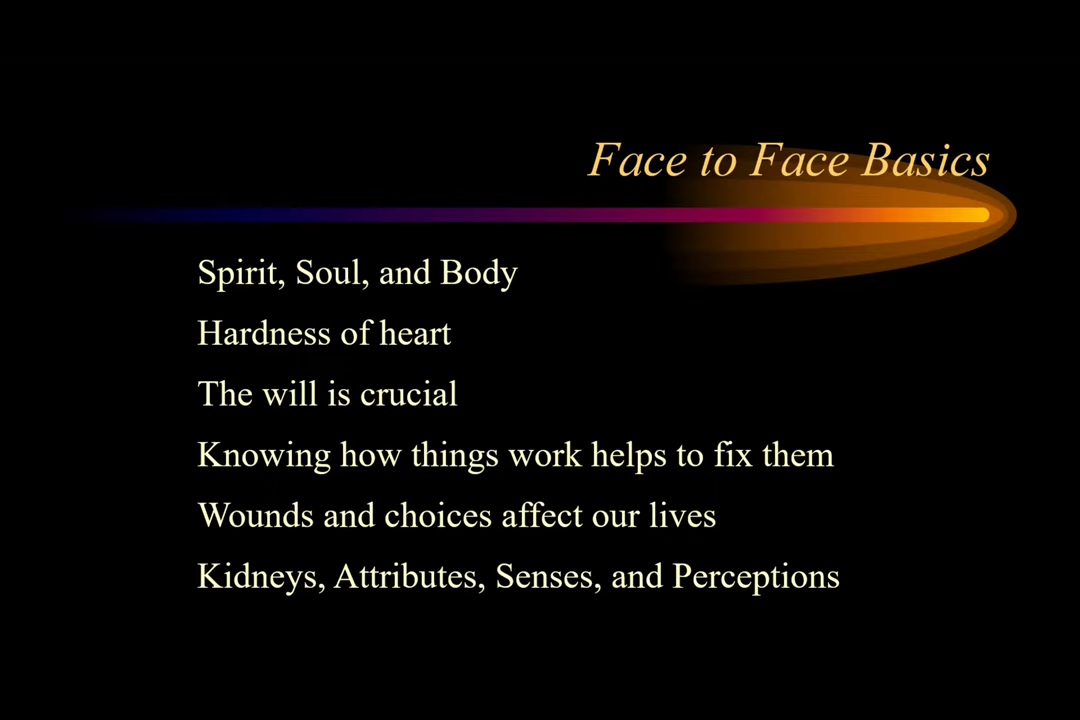 Face to Face Basics
Spirit, Soul, and Body
Hardness of heart
The will is crucial
Knowing how things work helps to fix them
Wounds and choices affect our lives
Kidneys, Attributes, Senses, and Perceptions